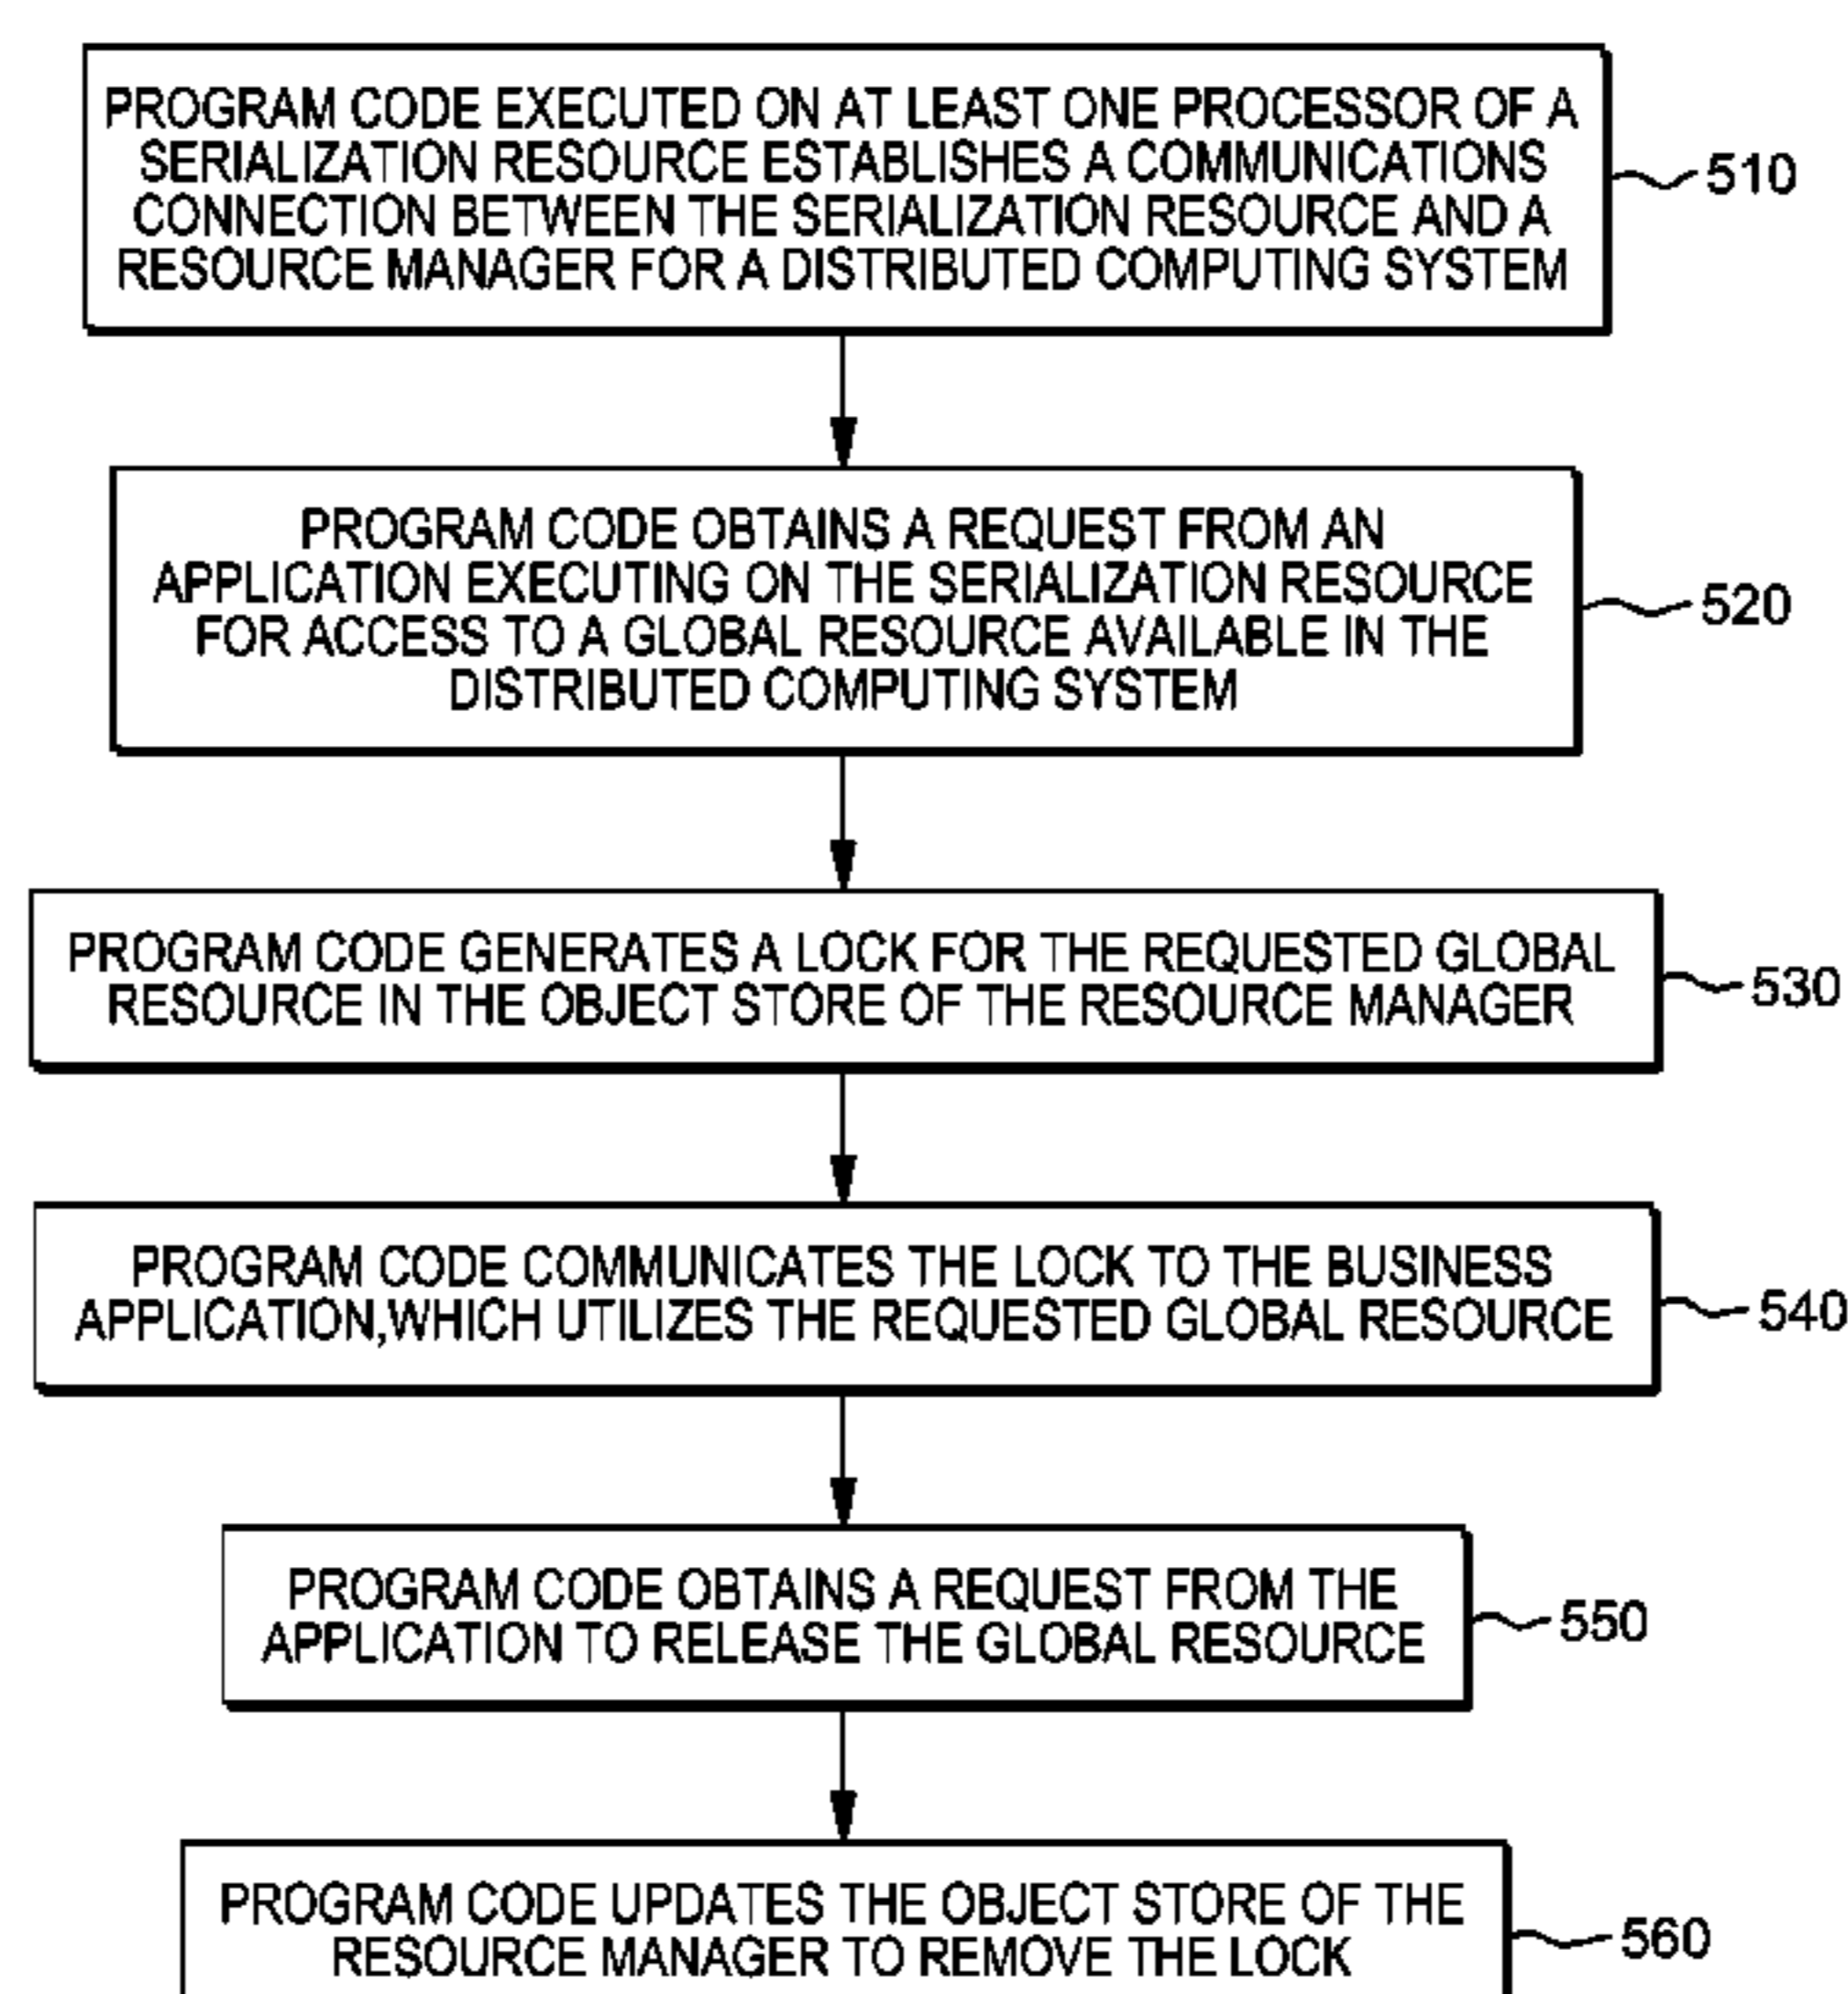 PROGRAM CODE EXECUTED ON AT LEAST ONE PROCESSOR OF A
SERIALIZATION RESOURCE ESTABLISHES A COMMUNICATIONS
CONNECTION BETWEEN THE SERIALIZATION RESOURCE AND A
RESOURCE MANAGER FOR A DISTRIBUTED COMPUTING SYSTEM
510
PROGRAM CODE OBTAINS A REQUEST FROM AN
APPLICATION EXECUTING ON THE SERIALIZATION RESOURCE
FOR ACCESS TO A GLOBAL RESOURCE AVAILABLE IN THE
DISTRIBUTED COMPUTING SYSTEM
520
PROGRAM CODE GENERATES A LOCK FOR THE REQUESTED GLOBAL
RESOURCE IN THE OBJECT STORE OF THE RESOURCE MANAGER
530
PROGRAM CODE COMMUNICATES THE LOCK TO THE BUSINESS
APPLICATION,WHICH UTILIZES THE REQUESTED GLOBAL RESOURCE
540
PROGRAM CODE OBTAINS A REQUEST FROM THE
APPLICATION TO RELEASE THE GLOBAL RESOURCE
550
PROGRAM CODE UPDATES THE OBJECT STORE OF THE
RESOURCE MANAGER TO REMOVE THE LOCK
560